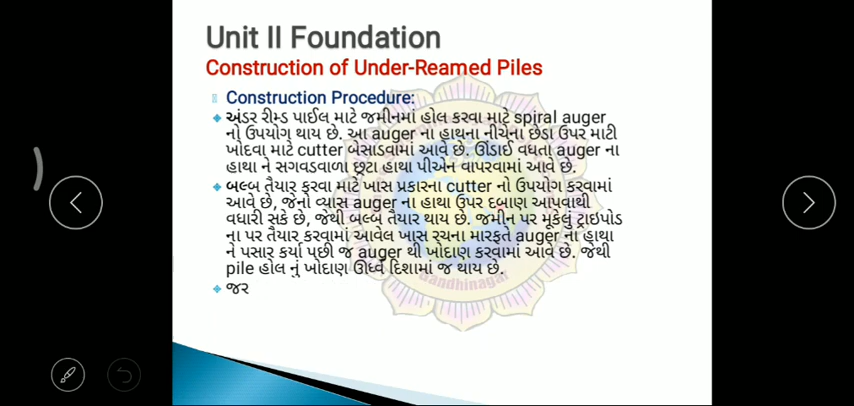 Unit II Foundation
Construction of Under-Reamed Piles
Construction Procedure:
અંડર રીમ્ડ પાઈલ માટે જમીનમાં હોલ કરવા માટે spiral auger
નો ઉપયોગ થાય છે. આ auger ના હાથના નીચેના છેડા ઉપર માટી
ખોદવા માટે cutter બેસાડવામાં આવે છે. ઊંડાઈ વધતા auger ના
હાથા ને સગવડવાળા છૂટા હાથા પીએન વાપરવામાં આવે છે.
બલ્બ તૈયાર કરવા માટે ખાસ પ્રકારના cutter નો ઉપયોગ કરવામાં
આવે છે, જેનો વ્યાસ auger ના હાથા ઉપર દબાણ આપવાથી
વધારી સકે છે, જેથી બલ્બ તૈયાર થાય છે. જમીન પર મૂકેલું ટ્રાઇપોડ
ના પર તૈયાર કરવામાં આવેલ ખાસ રચના મારફતે auger ના હાથા
ને પસાર કર્યા પછી જ auger થી ખોદાણ કરવામાં આવે છે. જેથી
pile હોલ નું ખોદાણ ઊર્ધ્વ દિશામાં જ થાય છે.
જર
Gandhinagar